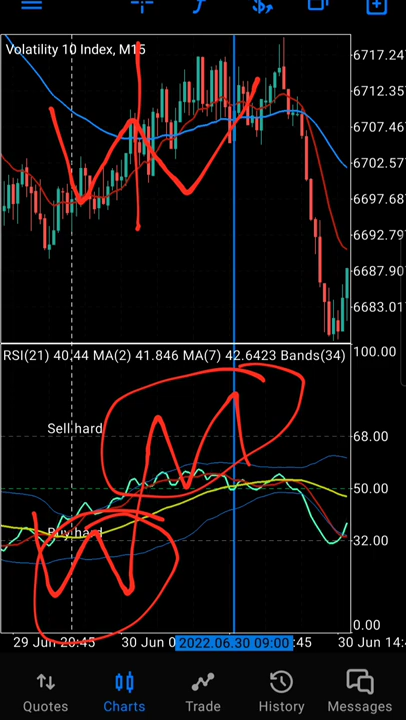 Volatility 10 Index, M15
6717.24
6712.35
6707.46
6702.57
6697.68
6692.79
6687.90
6683.01
RSI(21) 40.44 MA(2) 41.846 MA(7) 42.6423 Bands(34)
100.00
Sell hard
68.00
50.00
Buy hard
32.00
0.00
29 Jun 20:45
30 Jun 0
2022.06.30 09:00
:45
30 Jun 14:
Quotes
Charts
Trade
History
Messages